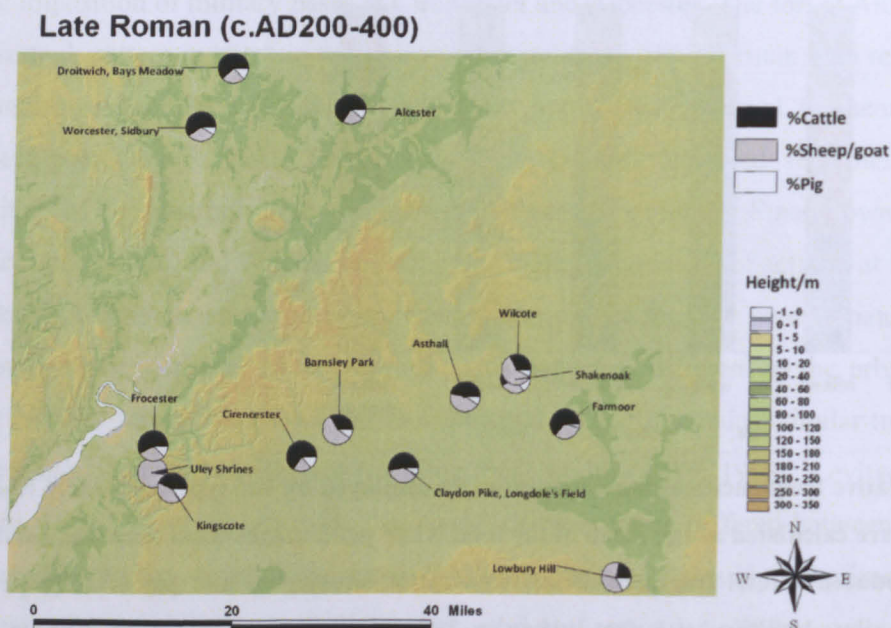 Late Roman (c.AD200-400)
Droitwich, Bays Meadow
Alcester
Worcester, Sidbury
%Cattle
%Sheep/goat
%Pig
Height/m
-1 - 0
0 - 1
1 - 5
5 - 10
10 - 20
20 - 40
40 - 60
60 - 80
80 - 100
100 - 120
120 - 150
150 - 180
180 - 210
210 - 250
250 - 300
300 - 350
Wilcote
Asthall
Shakenoak
Barnsley Park
Farmoor
Frocester
Cirencester
Uley Shrines
Claydon Pike, Longdole's Field
Kingscote
Lowbury Hill
N
W E
S
0 20 40 Miles